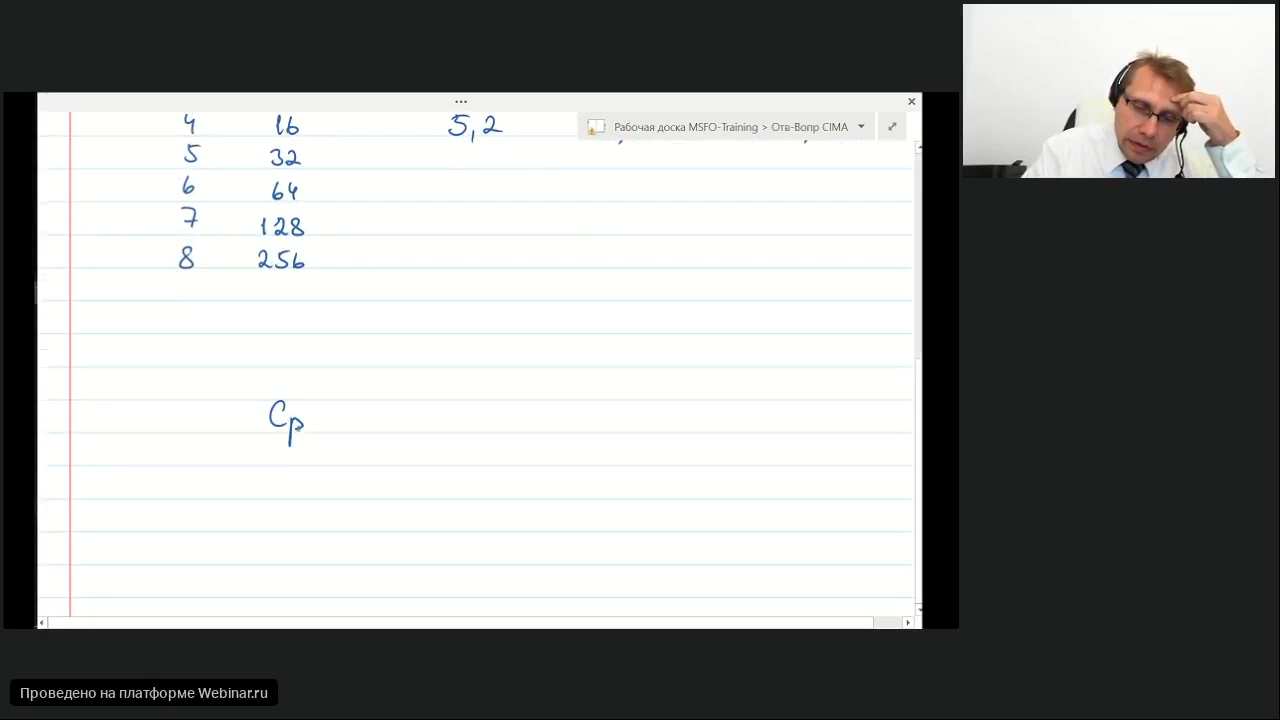 Рабочая доска MSFO-Training > Отв-Вопр CIMA
4 16 5,2
5 32
6 64
7 128
8 256
Ср
Проведено на платформе Webinar.ru